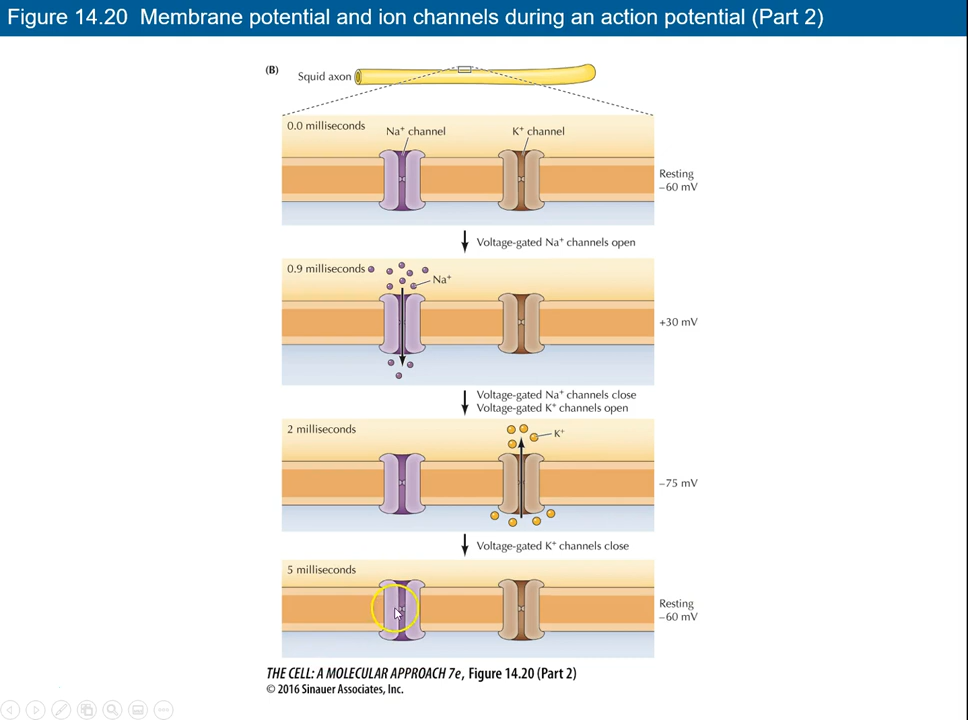 Figure 14.20 Membrane potential and ion channels during an action potential (Part 2)
(B)
Squid axon
0.0 milliseconds
Na⁺ channel
K⁺ channel
Resting
–60 mV
Voltage-gated Na⁺ channels open
0.9 milliseconds
Na⁺
+30 mV
Voltage-gated Na⁺ channels close
Voltage-gated K⁺ channels open
2 milliseconds
K⁺
–75 mV
Voltage-gated K⁺ channels close
5 milliseconds
Resting
–60 mV
THE CELL: A MOLECULAR APPROACH 7e, Figure 14.20 (Part 2)
© 2016 Sinauer Associates, Inc.